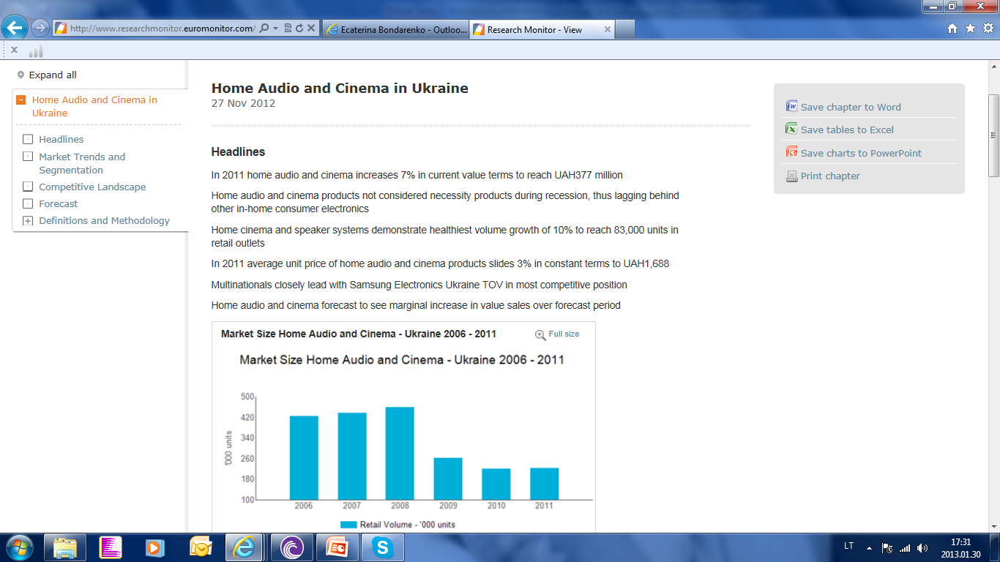 http://www.researchmonitor.euromonitor.com/
Ecaterina Bondarenko - Outloo...
Research Monitor - View
Expand all
Home Audio and Cinema in
Ukraine
Headlines
Market Trends and
Segmentation
Competitive Landscape
Forecast
Definitions and Methodology
Home Audio and Cinema in Ukraine
27 Nov 2012
Headlines
In 2011 home audio and cinema increases 7% in current value terms to reach UAH377 million
Home audio and cinema products not considered necessity products during recession, thus lagging behind
other in-home consumer electronics
Home cinema and speaker systems demonstrate healthiest volume growth of 10% to reach 83,000 units in
retail outlets
In 2011 average unit price of home audio and cinema products slides 3% in constant terms to UAH1,688
Multinationals closely lead with Samsung Electronics Ukraine TOV in most competitive position
Home audio and cinema forecast to see marginal increase in value sales over forecast period
Market Size Home Audio and Cinema - Ukraine 2006 - 2011
Full size
Market Size Home Audio and Cinema - Ukraine 2006 - 2011
500
420
340
260
180
100
'000 units
2006 2007 2008 2009 2010 2011
Retail Volume - '000 units
Save chapter to Word
Save tables to Excel
Save charts to PowerPoint
Print chapter
LT
17:31
2013.01.30